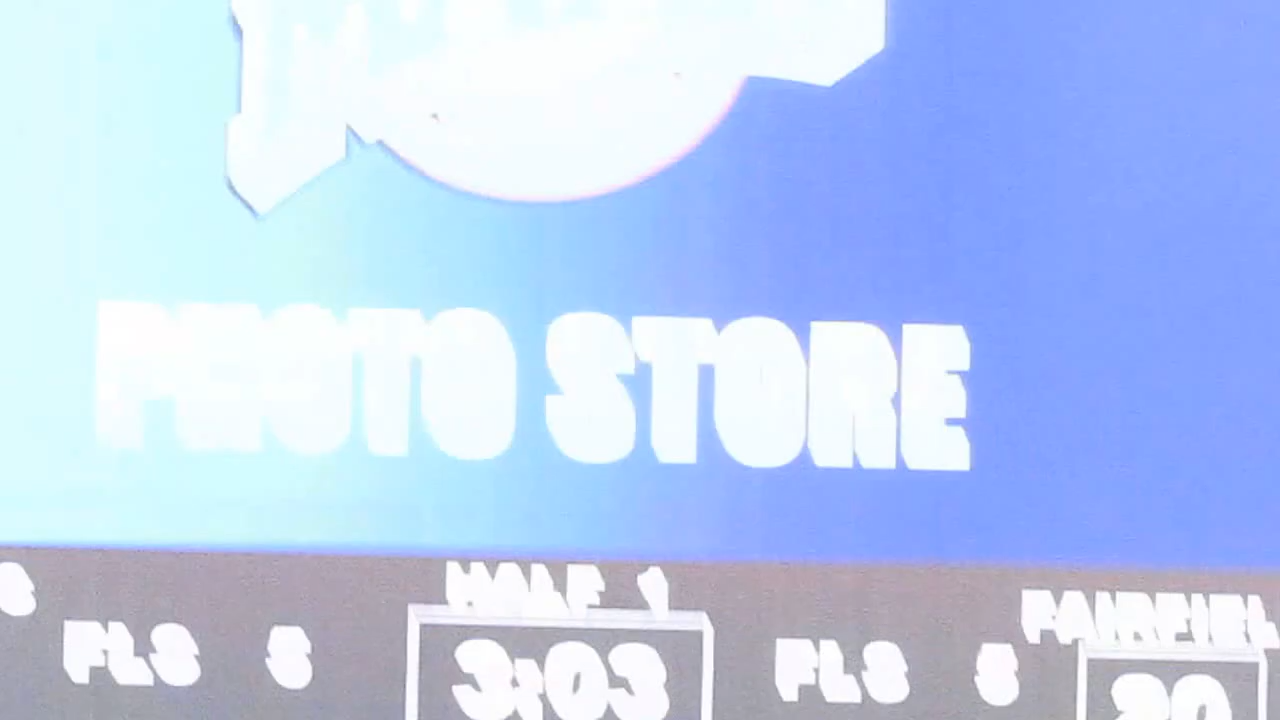 PHOTO STORE
HALF 1
FLS 5 3:03 FLS 5
FAIRFIEL
20